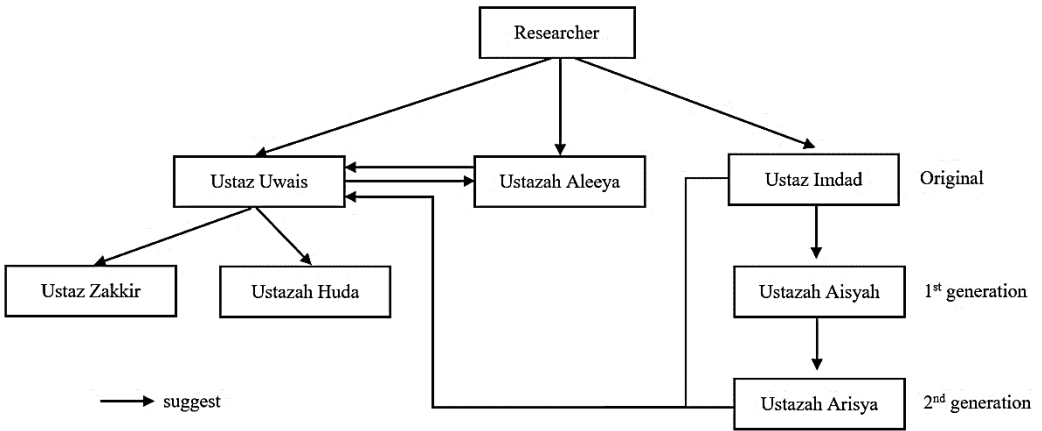 Researcher
Ustaz Uwais
Ustazah Aleeya
Ustaz Imdad
Original
Ustaz Zakkir
Ustazah Huda
Ustazah Aisyah
1st generation
suggest
Ustazah Arisya
2nd generation